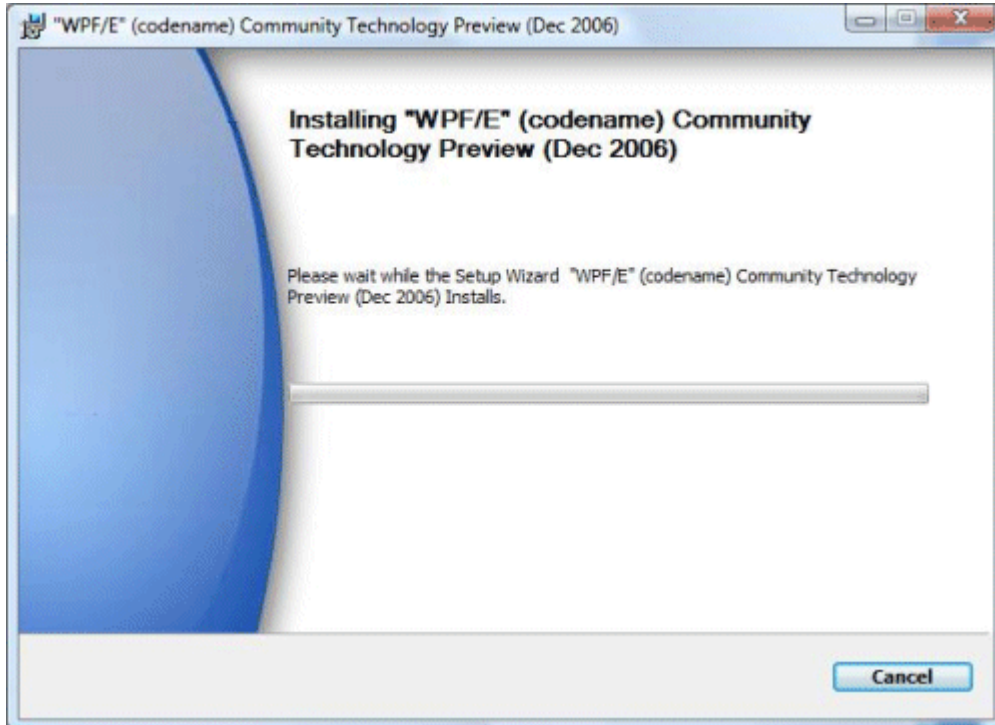 "WPF/E" (codename) Community Technology Preview (Dec 2006)
Installing "WPF/E" (codename) Community
Technology Preview (Dec 2006)
Please wait while the Setup Wizard "WPF/E" (codename) Community Technology
Preview (Dec 2006) Installs.
Cancel